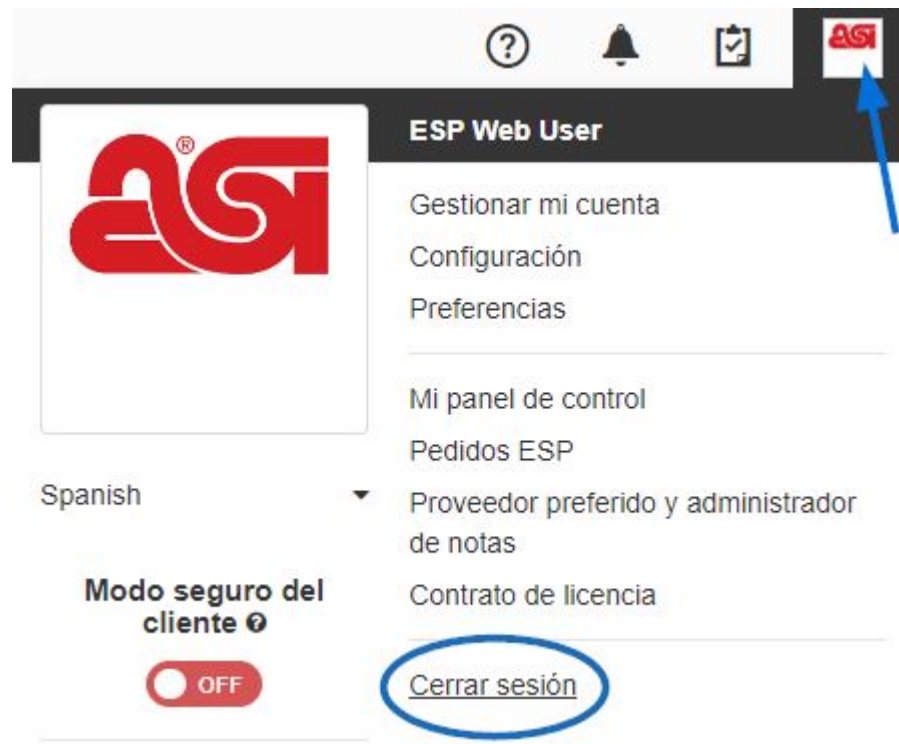 asi
ESP Web User
asi®
Gestionar mi cuenta
Configuración
Preferencias
Mi panel de control
Pedidos ESP
Proveedor preferido y administrador
de notas
Contrato de licencia
Cerrar sesión
Spanish
Modo seguro del
cliente
OFF